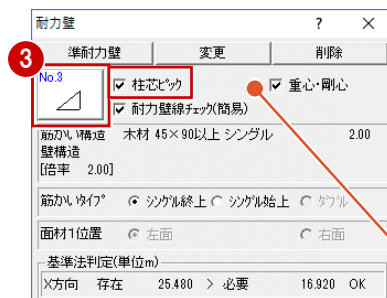 耐力壁 ? ×
準耐力壁 変更 削除
3
No.3
柱芯ﾋﾟｯｸ 重心・剛心
耐力壁線ﾁｪｯｸ(簡易)
筋かい構造 木材 45×90以上 シングル 2.00
壁構造
[倍率 2.00]
筋かいﾀｲﾌﾟ ｼﾝｸﾞﾙ終上 ｼﾝｸﾞﾙ始上 ﾀﾞﾌﾞﾙ
面材1位置 左面 右面
基準法判定(単位m)
X方向 存在 25.480 > 必要 16.920 OK